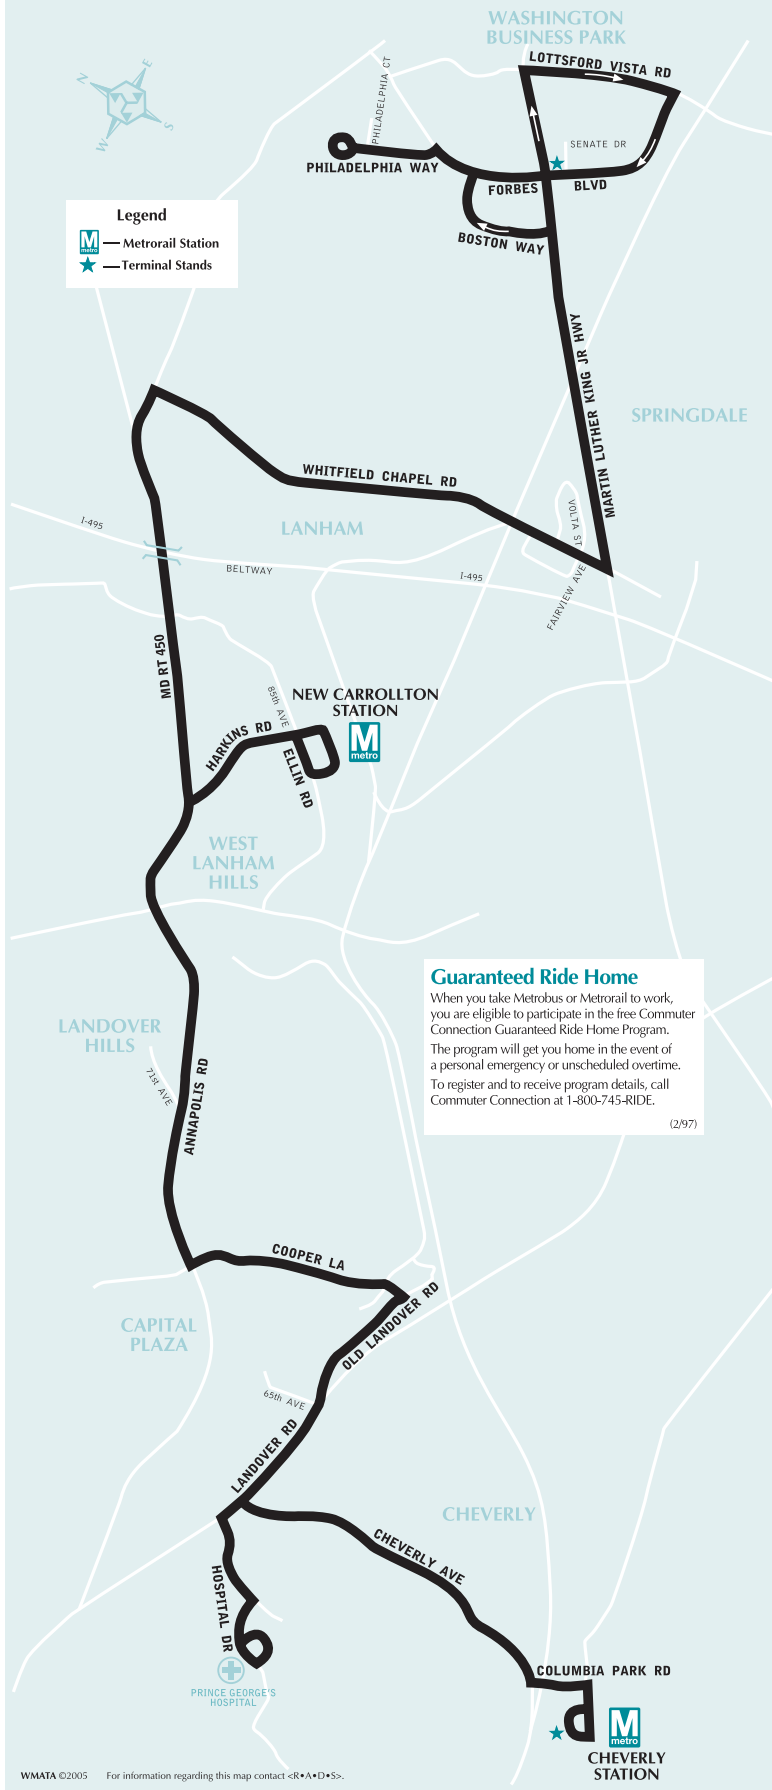 WASHINGTON
BUSINESS PARK
LOTTSFORD VISTA RD
N
E
S
W
PHILADELPHIA CT
SENATE DR
PHILADELPHIA WAY
FORBES BLVD
BOSTON WAY
Legend
M
metro
Metrorail Station
Terminal Stands
MARTIN LUTHER KING JR HWY
SPRINGDALE
WHITFIELD CHAPEL RD
VOLTA ST
LANHAM
I-495
BELTWAY
I-495
FAIRVIEW AVE
MD RT 450
85th AVE
NEW CARROLLTON
STATION
M
metro
HARKINS RD
ELLIN RD
WEST
LANHAM
HILLS
Guaranteed Ride Home
When you take Metrobus or Metrorail to work,
you are eligible to participate in the free Commuter
Connection Guaranteed Ride Home Program.
The program will get you home in the event of
a personal emergency or unscheduled overtime.
To register and to receive program details, call
Commuter Connection at 1-800-745-RIDE.
(2/97)
LANDOVER
HILLS
71st AVE
ANNAPOLIS RD
COOPER LA
OLD LANDOVER RD
CAPITAL
PLAZA
65th AVE
LANDOVER RD
CHEVERLY
CHEVERLY AVE
HOSPITAL DR
PRINCE GEORGE'S
HOSPITAL
COLUMBIA PARK RD
M
metro
CHEVERLY
STATION
WMATA ©2005 For information regarding this map contact <R•A•D•S>.